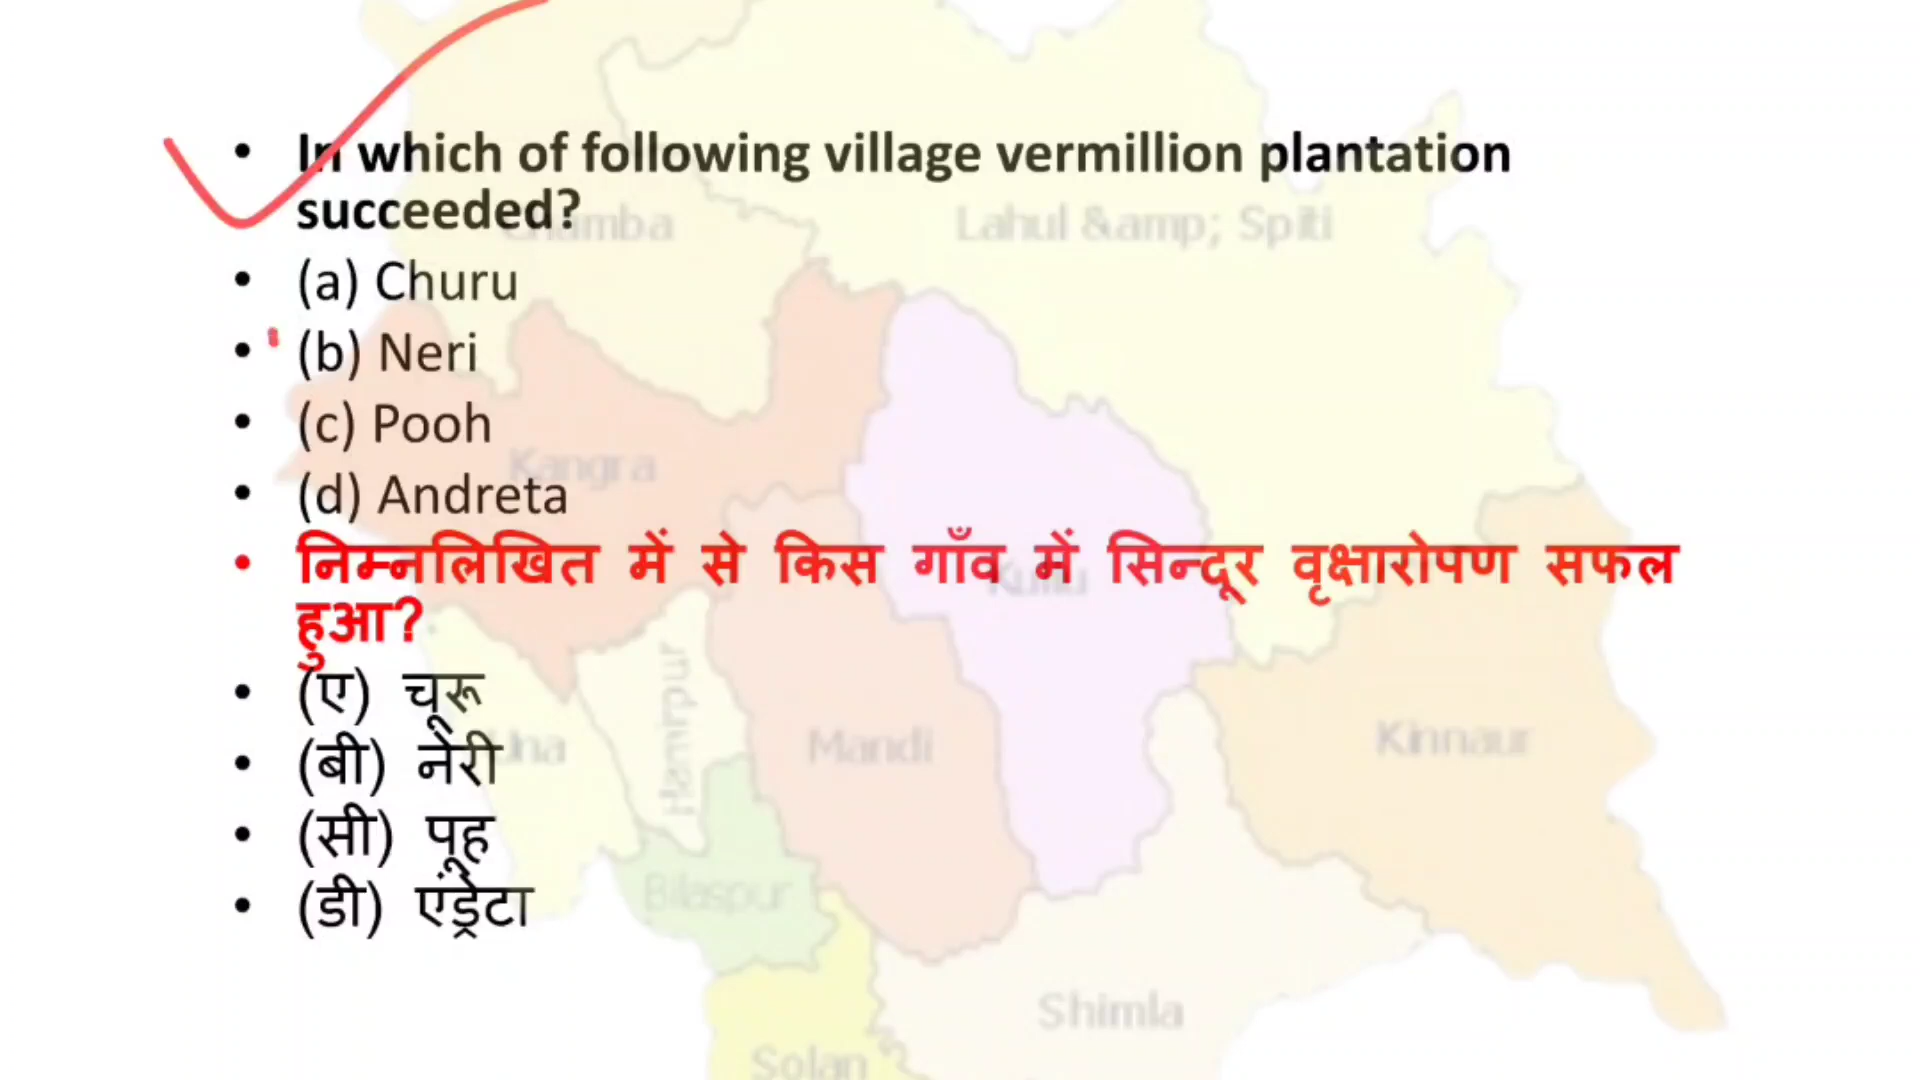 • In which of following village vermillion plantation
succeeded?
Chamba
Lahul &amp; Spiti
• (a) Churu
• (b) Neri
• (c) Pooh
Kangra
• (d) Andreta
• निम्नलिखित में से किस गाँव में सिन्दूर वृक्षारोपण सफल
Kullu
हुआ?
• (ए) चूरू
Hamirpur
• (बी) नेरी
Una
Mandi
Kinnaur
• (सी) पूह
Bilaspur
• (डी) एंड्रेटा
Shimla
Solan